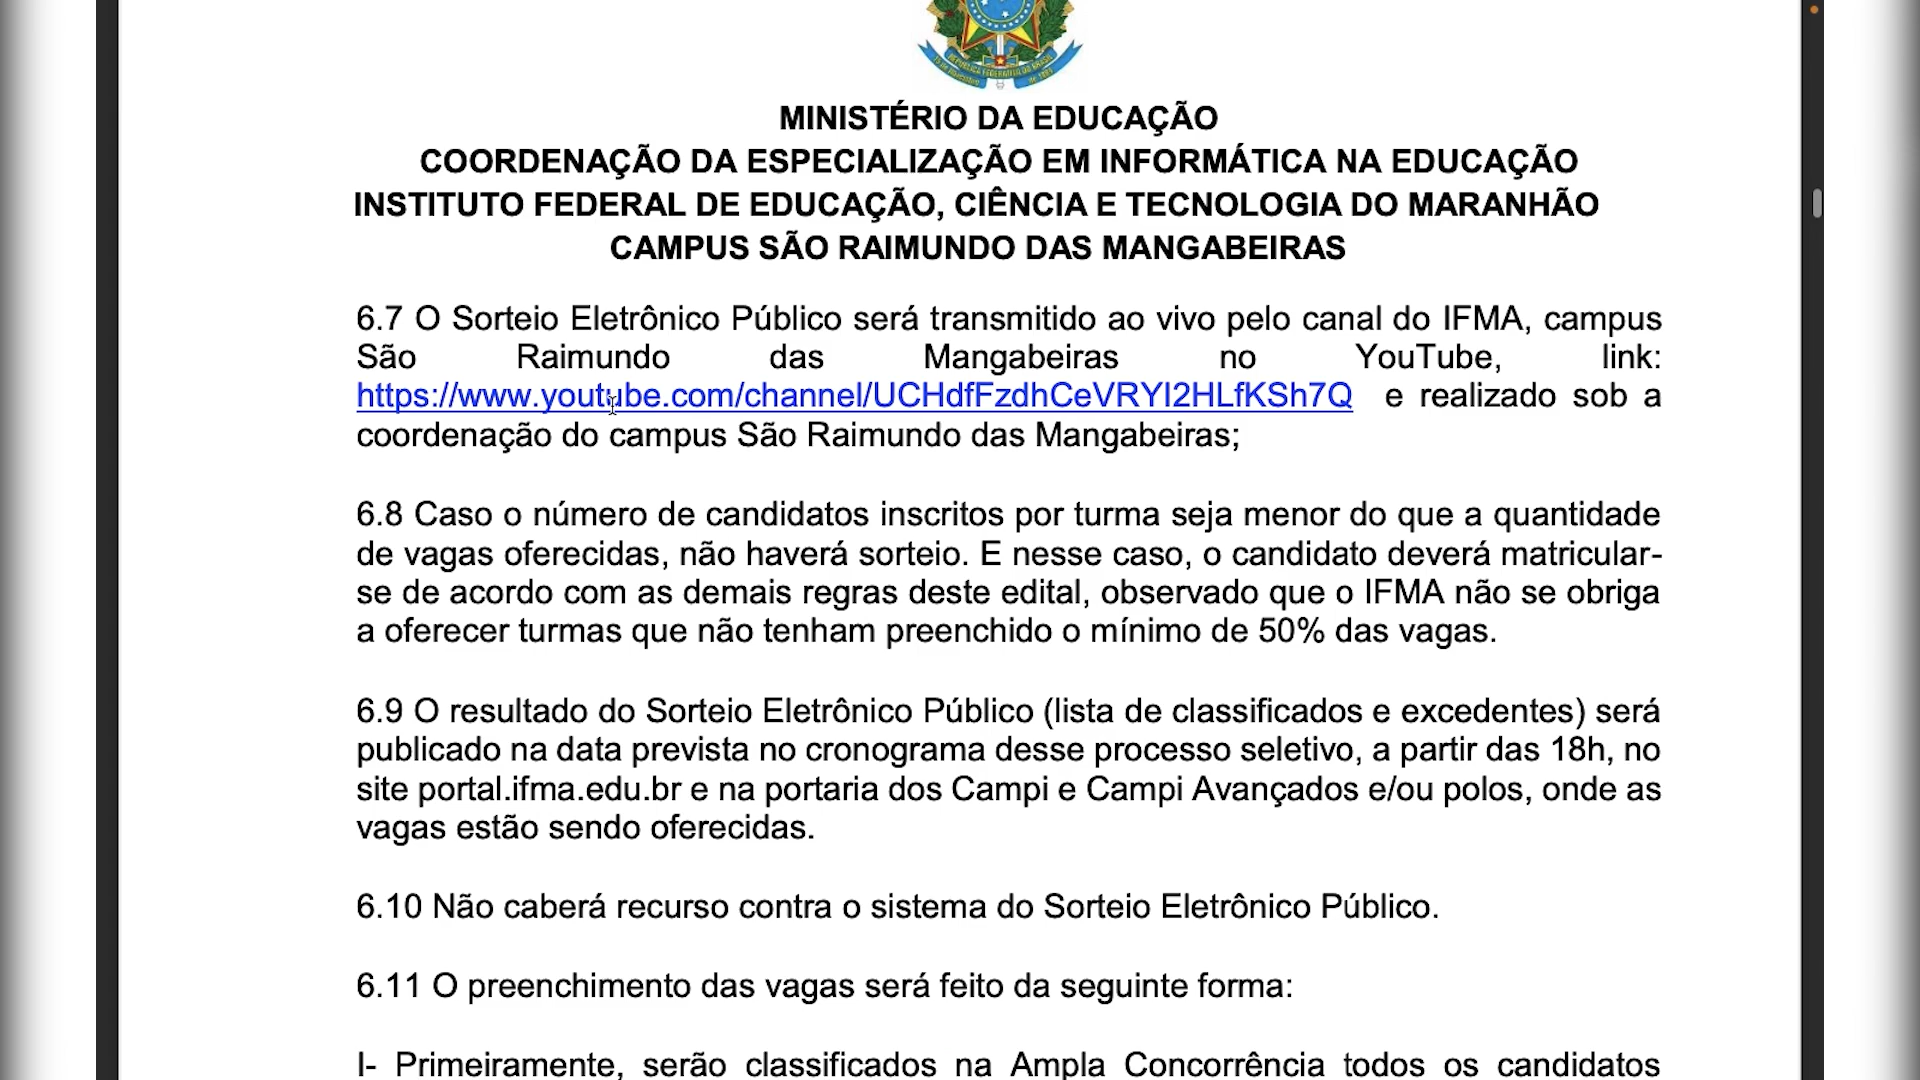 MINISTÉRIO DA EDUCAÇÃO
COORDENAÇÃO DA ESPECIALIZAÇÃO EM INFORMÁTICA NA EDUCAÇÃO
INSTITUTO FEDERAL DE EDUCAÇÃO, CIÊNCIA E TECNOLOGIA DO MARANHÃO
CAMPUS SÃO RAIMUNDO DAS MANGABEIRAS
6.7 O Sorteio Eletrônico Público será transmitido ao vivo pelo canal do IFMA, campus
São Raimundo das Mangabeiras no YouTube, link:
https://www.youtube.com/channel/UCHdfFzdhCeVRYI2HLfKSh7Q e realizado sob a
coordenação do campus São Raimundo das Mangabeiras;
6.8 Caso o número de candidatos inscritos por turma seja menor do que a quantidade
de vagas oferecidas, não haverá sorteio. E nesse caso, o candidato deverá matricular-
se de acordo com as demais regras deste edital, observado que o IFMA não se obriga
a oferecer turmas que não tenham preenchido o mínimo de 50% das vagas.
6.9 O resultado do Sorteio Eletrônico Público (lista de classificados e excedentes) será
publicado na data prevista no cronograma desse processo seletivo, a partir das 18h, no
site portal.ifma.edu.br e na portaria dos Campi e Campi Avançados e/ou polos, onde as
vagas estão sendo oferecidas.
6.10 Não caberá recurso contra o sistema do Sorteio Eletrônico Público.
6.11 O preenchimento das vagas será feito da seguinte forma:
I- Primeiramente, serão classificados na Ampla Concorrência todos os candidatos